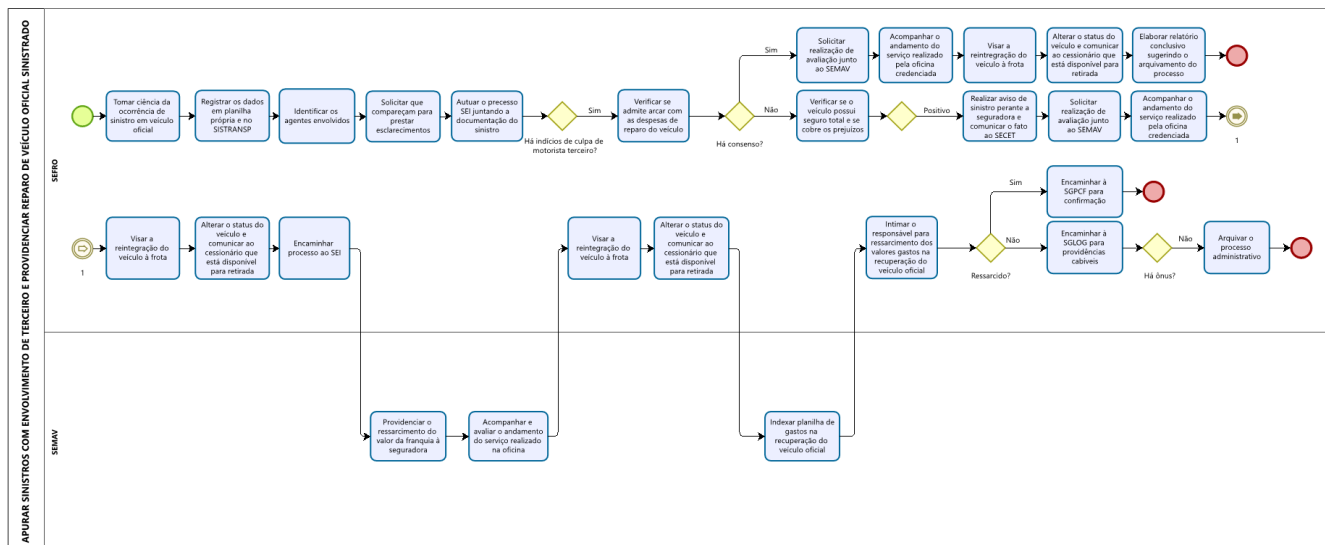 APURAR SINISTROS COM ENVOLVIMENTO DE TERCEIRO E PROVIDENCIAR REPARO DE VEÍCULO OFICIAL SINISTRADO
SEFRO
Tomar ciência da
ocorrência de
sinistro em veículo
oficial
Registrar os dados
em planilha
própria e no
SISTRANSP
Identificar os
agentes envolvidos
Solicitar que
compareçam para
prestar
esclarecimentos
Autuar o precesso
SEI juntando a
documentação do
sinistro
Há indícios de culpa de
motorista terceiro?
Sim
Verificar se
admite arcar com
as despesas de
reparo do veículo
Há consenso?
Sim
Solicitar
realização de
avaliação junto
ao SEMAV
Acompanhar o
andamento do
serviço realizado
pela oficina
credenciada
Visar a
reintregração do
veículo à frota
Alterar o status do
veículo e comunicar
ao cessionário que
está disponível para
retirada
Elaborar relatório
conclusivo
sugerindo o
arquivamento do
processo
Não
Verificar se o
veículo possui
seguro total e se
cobre os prejuízos
Positivo
Realizar aviso de
sinistro perante a
seguradora e
comunicar o fato
ao SECET
Solicitar
realização de
avaliação junto
ao SEMAV
Acompanhar o
andamento do
serviço realizado
pela oficina
credenciada
1
1
Visar a
reintegração do
veículo à frota
Alterar o status do
veículo e comunicar
ao cessionário que
está disponível
para retirada
Encaminhar
processo ao SEI
Visar a
reintegração do
veículo à frota
Alterar o status do
veículo e comunicar
ao cessionário que
está disponível
para retirada
Intimar o
responsável para
ressarcimento dos
valores gastos na
recuperação do
veículo oficial
Ressarcido?
Sim
Encaminhar à
SGPCF para
confirmação
Não
Encaminhar à
SGLOG para
providências
cabíveis
Há ônus?
Não
Arquivar o
processo
administrativo
SEMAV
Providenciar o
ressarcimento do
valor da franquia à
seguradora
Acompanhar e
avaliar o andamento
do serviço realizado
na oficina
Indexar planilha de
gastos na
recuperação do
veículo oficial